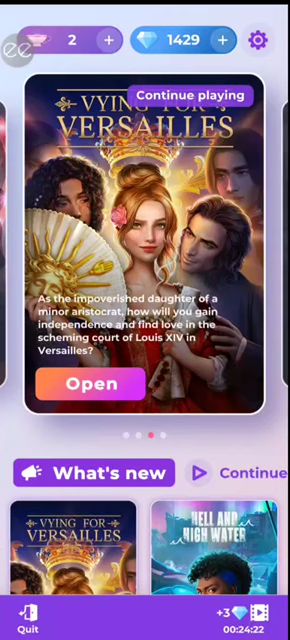 2 +
1429 +
Continue playing
VYING FOR
VERSAILLES
As the impoverished daughter of a
minor aristocrat, how will you gain
independence and find love in the
scheming court of Louis XIV in
Versailles?
Open
What's new
Continue
VYING FOR
VERSAILLES
HELL AND
HIGH WATER
Quit
+3
00:24:22